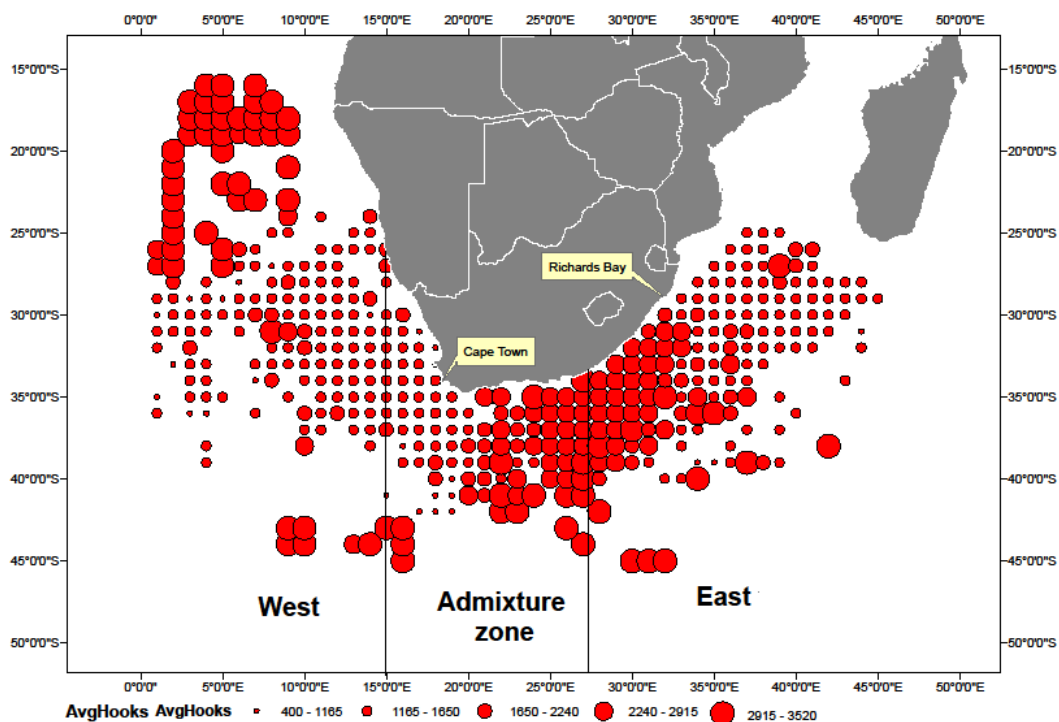 0°0'0" 5°0'0"E 10°0'0"E 15°0'0"E 20°0'0"E 25°0'0"E 30°0'0"E 35°0'0"E 40°0'0"E 45°0'0"E 50°0'0"E
15°0'0"S 15°0'0"S
20°0'0"S 20°0'0"S
25°0'0"S 25°0'0"S
Richards Bay
30°0'0"S 30°0'0"S
Cape Town
35°0'0"S 35°0'0"S
40°0'0"S 40°0'0"S
45°0'0"S 45°0'0"S
West Admixture zone East
50°0'0"S 50°0'0"S
0°0'0" 5°0'0"E 10°0'0"E 15°0'0"E 20°0'0"E 25°0'0"E 30°0'0"E 35°0'0"E 40°0'0"E 45°0'0"E 50°0'0"E
AvgHooks AvgHooks 400 - 1165 1165 - 1650 1650 - 2240 2240 - 2915 2915 - 3520